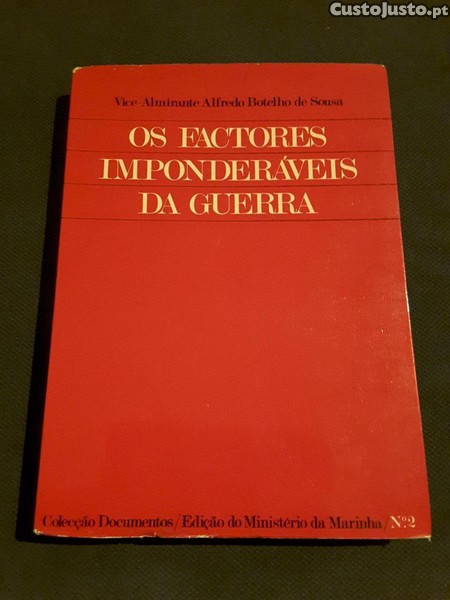 CustoJusto.pt
Vice-Almirante Alfredo Botelho de Sousa
OS FACTORES
IMPONDERÁVEIS
DA GUERRA
Colecção Documentos/Edição do Ministério da Marinha/Nº2